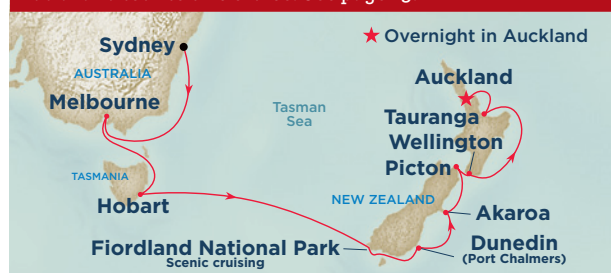 ★ Overnight in Auckland
Sydney
AUSTRALIA
Melbourne
Auckland
Tasman
Sea
Tauranga
Wellington
Picton
TASMANIA
Hobart
NEW ZEALAND
Akaroa
Fiordland National Park
Scenic cruising
Dunedin
(Port Chalmers)